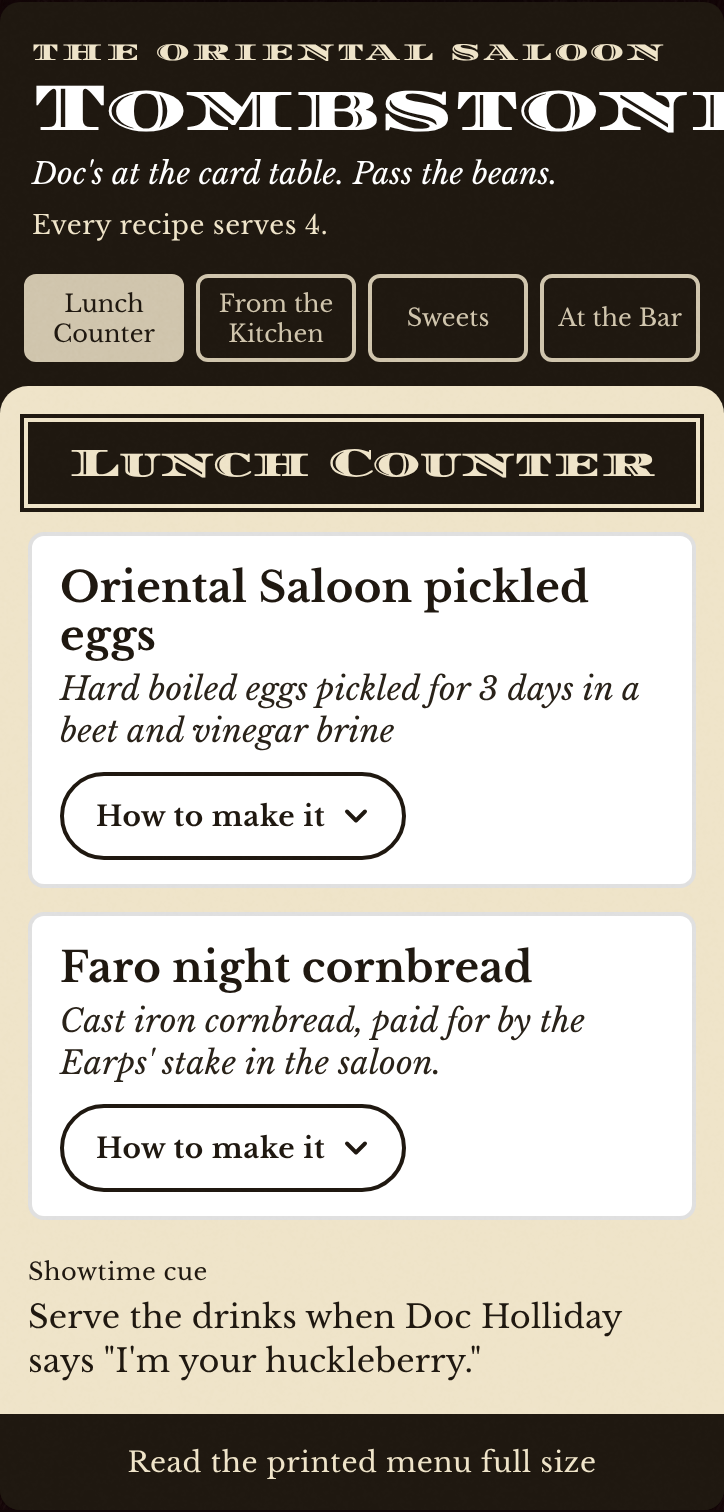 THE ORIENTAL SALOON
TOMBSTON
Doc's at the card table. Pass the beans.
Every recipe serves 4.
Lunch
Counter
From the
Kitchen
Sweets
At the Bar
LUNCH COUNTER
Oriental Saloon pickled
eggs
Hard boiled eggs pickled for 3 days in a
beet and vinegar brine
How to make it
Faro night cornbread
Cast iron cornbread, paid for by the
Earps' stake in the saloon.
How to make it
Showtime cue
Serve the drinks when Doc Holliday
says "I'm your huckleberry."
Read the printed menu full size